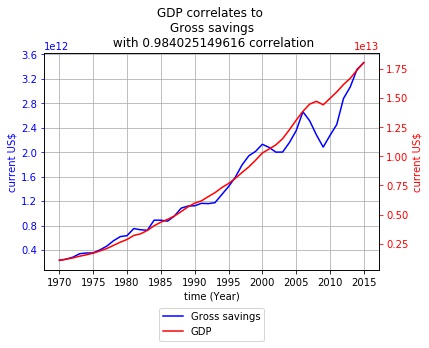 GDP correlates to
Gross savings
with 0.984025149616 correlation
1e12 1e13
3.6
3.2
2.8
2.4
2.0
1.6
1.2
0.8
0.4
current US$
1.75
1.50
1.25
1.00
0.75
0.50
0.25
current US$
1970 1975 1980 1985 1990 1995 2000 2005 2010 2015
time (Year)
Gross savings
GDP